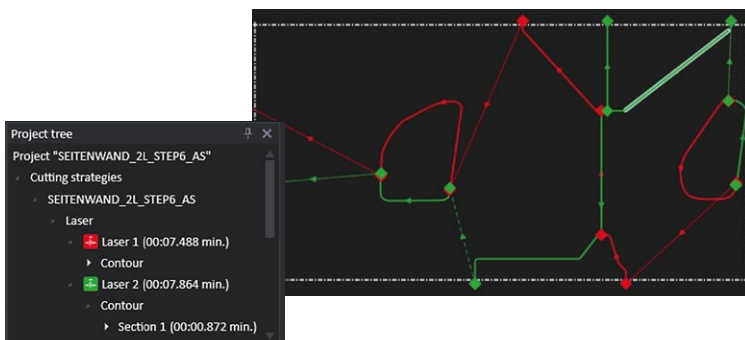 Project tree
Project "SEITENWAND_2L_STEP6_AS"
Cutting strategies
SEITENWAND_2L_STEP6_AS
Laser
Laser 1 (00:07.488 min.)
Contour
Laser 2 (00:07.864 min.)
Contour
Section 1 (00:00.872 min.)